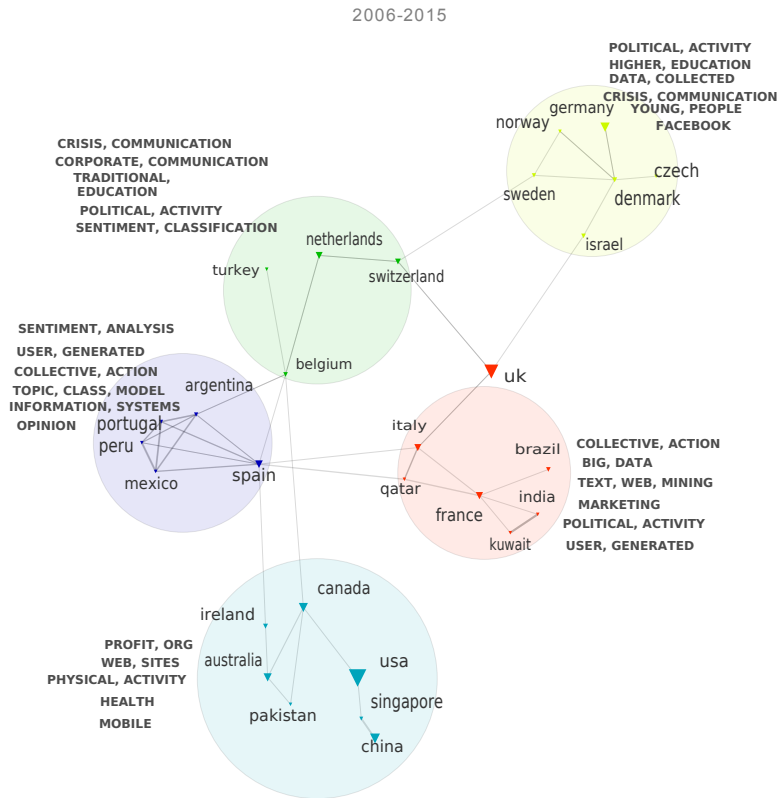 2006-2015
POLITICAL, ACTIVITY
HIGHER, EDUCATION
DATA, COLLECTED
CRISIS, COMMUNICATION
YOUNG, PEOPLE
FACEBOOK
germany
norway
czech
sweden
denmark
israel
CRISIS, COMMUNICATION
CORPORATE, COMMUNICATION
TRADITIONAL,
EDUCATION
POLITICAL, ACTIVITY
SENTIMENT, CLASSIFICATION
netherlands
turkey
switzerland
belgium
SENTIMENT, ANALYSIS
USER, GENERATED
COLLECTIVE, ACTION
TOPIC, CLASS, MODEL
INFORMATION, SYSTEMS
OPINION
argentina
portugal
peru
mexico
spain
uk
italy
brazil
qatar
india
france
kuwait
COLLECTIVE, ACTION
BIG, DATA
TEXT, WEB, MINING
MARKETING
POLITICAL, ACTIVITY
USER, GENERATED
canada
ireland
australia
usa
singapore
pakistan
china
PROFIT, ORG
WEB, SITES
PHYSICAL, ACTIVITY
HEALTH
MOBILE